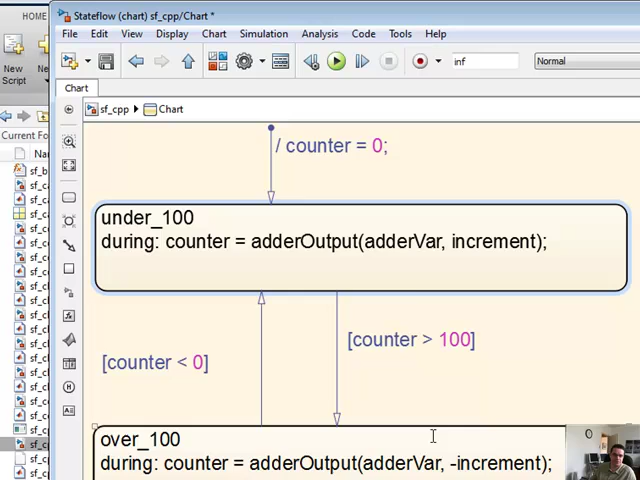 HOME
Stateflow (chart) sf_cpp/Chart *
File Edit View Display Chart Simulation Analysis Code Tools Help
New
Script
inf
Normal
Chart
sf_cpp Chart
Current Fo
/ counter = 0;
under_100
during: counter = adderOutput(adderVar, increment);
[counter > 100]
[counter < 0]
over_100
during: counter = adderOutput(adderVar, -increment);